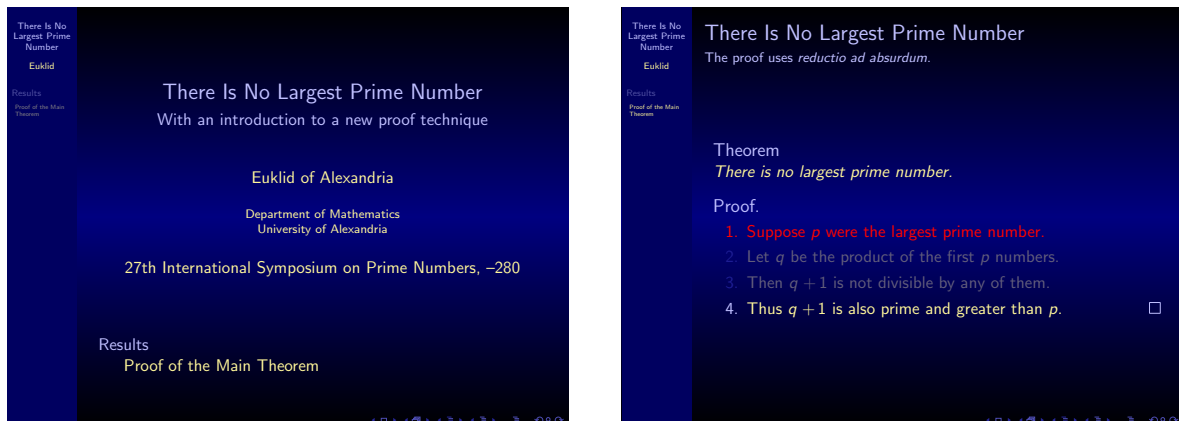 There Is No
Largest Prime
Number
Euklid
Results
Proof of the Main
Theorem
There Is No Largest Prime Number
With an introduction to a new proof technique
Euklid of Alexandria
Department of Mathematics
University of Alexandria
27th International Symposium on Prime Numbers, –280
Results
Proof of the Main Theorem
There Is No
Largest Prime
Number
Euklid
Results
Proof of the Main
Theorem
There Is No Largest Prime Number
The proof uses reductio ad absurdum.
Theorem
There is no largest prime number.
Proof.
1. Suppose p were the largest prime number.
2. Let q be the product of the first p numbers.
3. Then q + 1 is not divisible by any of them.
4. Thus q + 1 is also prime and greater than p. □